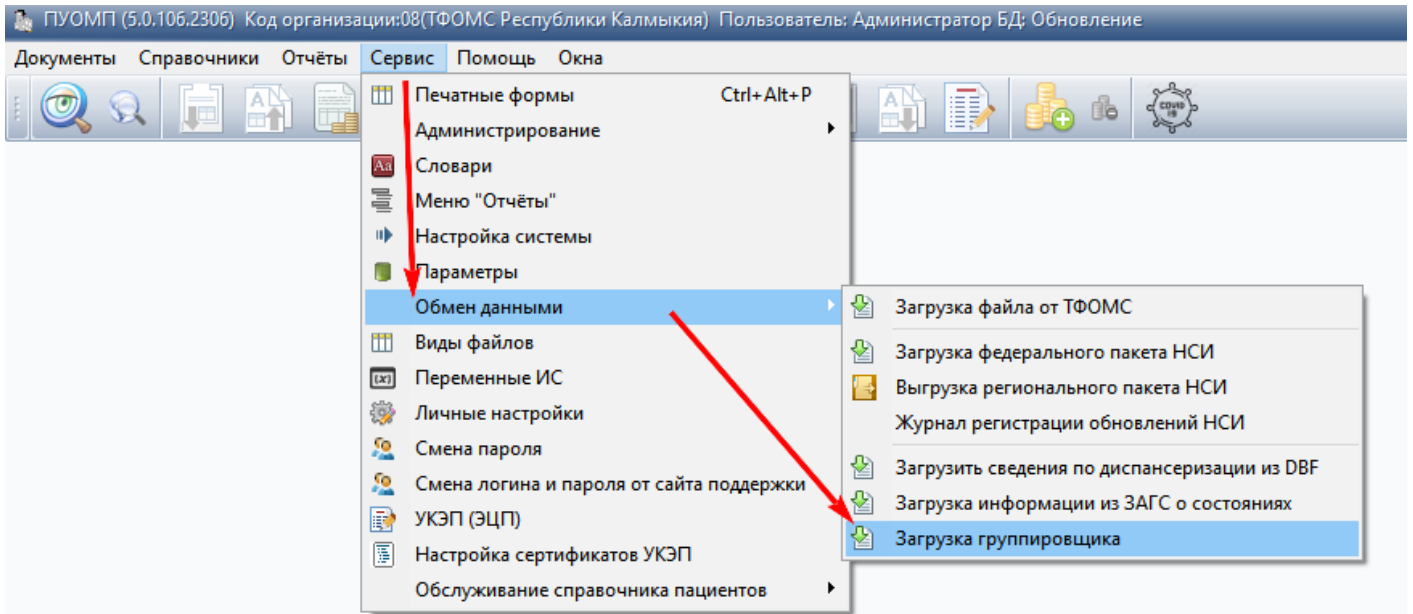 ПУОМП (5.0.106.2306) Код организации:08(ТФОМС Республики Калмыкия) Пользователь: Администратор БД: Обновление
Документы Справочники Отчёты Сервис Помощь Окна
Печатные формы Ctrl+Alt+P
Администрирование
Aa Словари
Меню "Отчёты"
Настройка системы
Параметры
Обмен данными
Виды файлов
(x) Переменные ИС
Личные настройки
Смена пароля
Смена логина и пароля от сайта поддержки
УКЭП (ЭЦП)
Настройка сертификатов УКЭП
Обслуживание справочника пациентов
Загрузка файла от ТФОМС
Загрузка федерального пакета НСИ
Выгрузка регионального пакета НСИ
Журнал регистрации обновлений НСИ
Загрузить сведения по диспансеризации из DBF
Загрузка информации из ЗАГС о состояниях
Загрузка группировщика
COVID
19